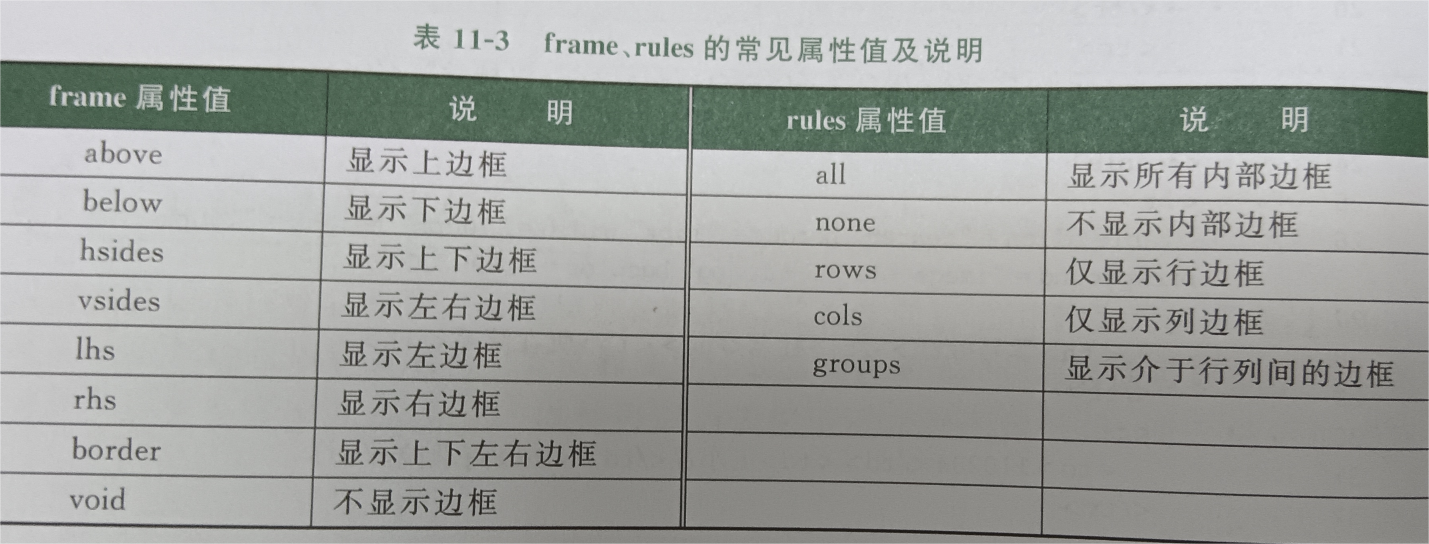 表 11-3 frame、rules 的常见属性值及说明
frame 属性值 说 明 rules 属性值 说 明
above 显示上边框 all 显示所有内部边框
below 显示下边框 none 不显示内部边框
hsides 显示上下边框 rows 仅显示行边框
vsides 显示左右边框 cols 仅显示列边框
lhs 显示左边框 groups 显示介于行列间的边框
rhs 显示右边框
border 显示上下左右边框
void 不显示边框